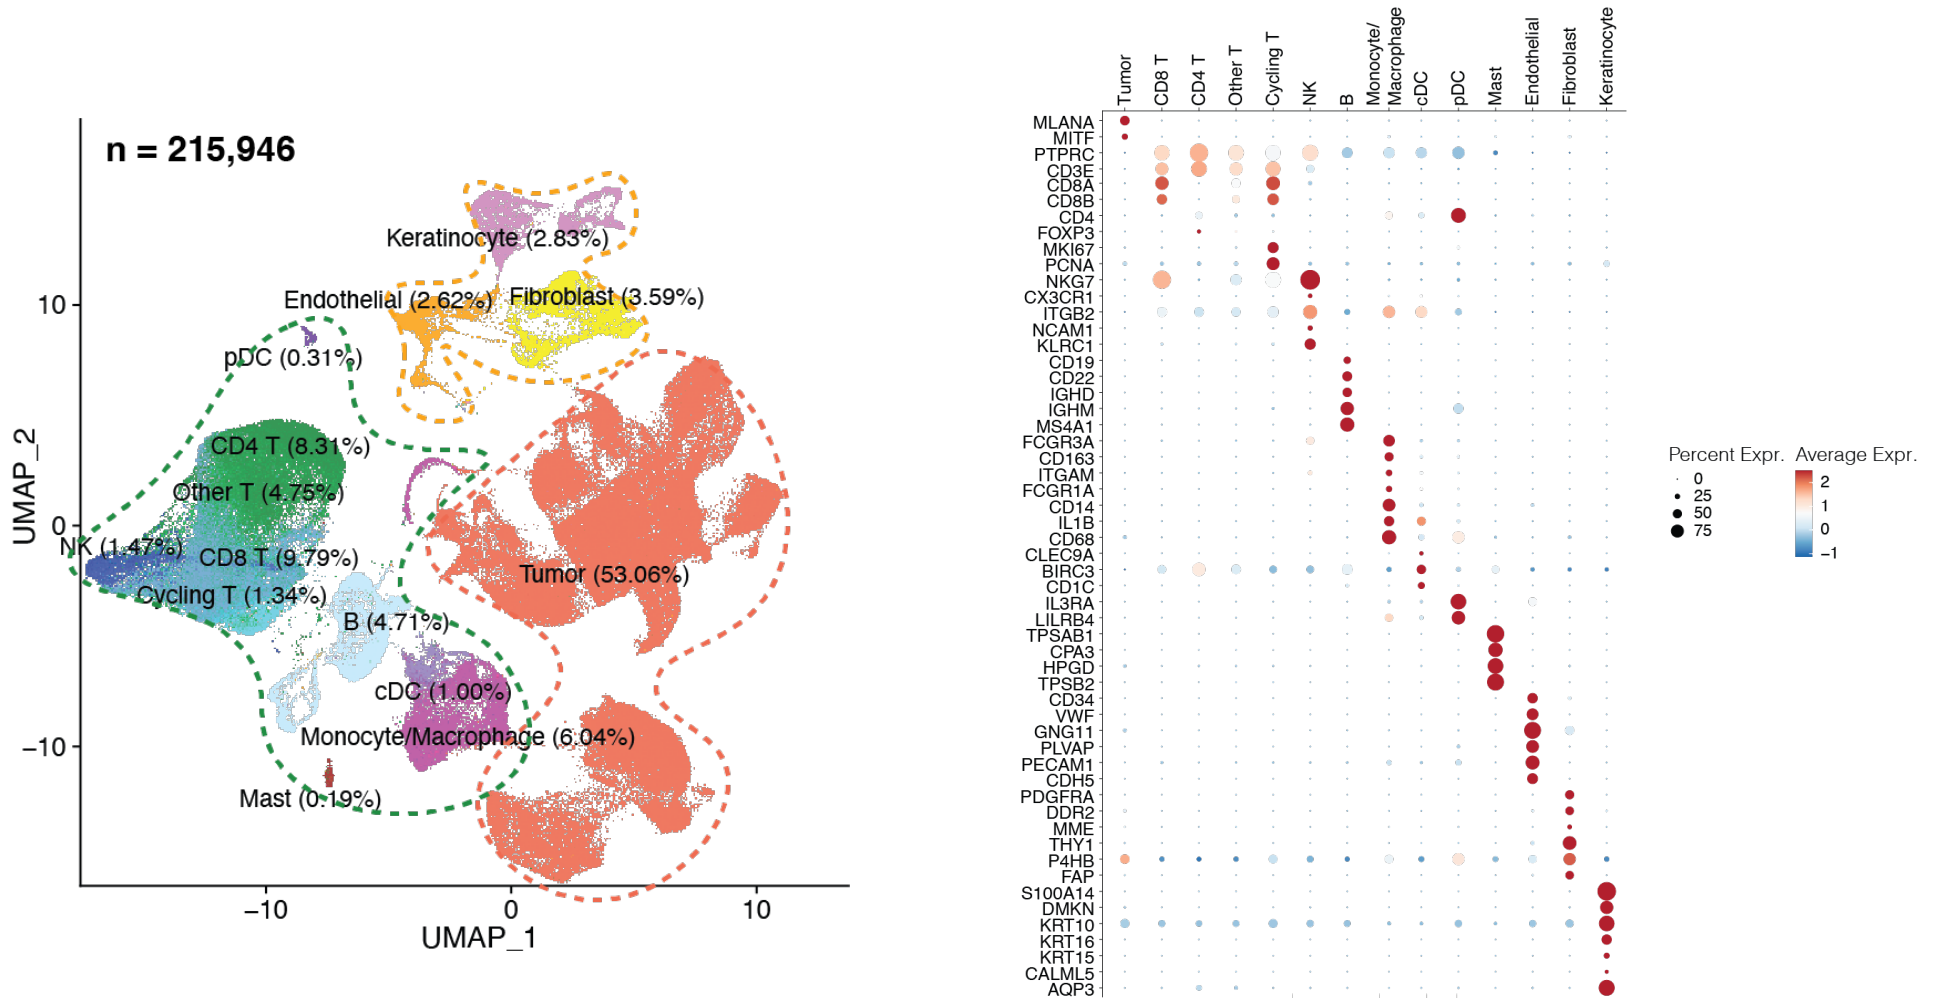 n = 215,946
Keratinocyte (2.83%)
Endothelial (2.62%)
Fibroblast (3.59%)
pDC (0.31%)
CD4 T (8.31%)
Other T (4.75%)
NK (1.47%)
CD8 T (9.79%)
Cycling T (1.34%)
Tumor (53.06%)
B (4.71%)
cDC (1.00%)
Monocyte/Macrophage (6.04%)
Mast (0.19%)
10
0
−10
UMAP_2
−10
0
10
UMAP_1
Tumor
CD8 T
CD4 T
Other T
Cycling T
NK
B
Monocyte/
Macrophage
cDC
pDC
Mast
Endothelial
Fibroblast
Keratinocyte
MLANA
MITF
PTPRC
CD3E
CD8A
CD8B
CD4
FOXP3
MKI67
PCNA
NKG7
CX3CR1
ITGB2
NCAM1
KLRC1
CD19
CD22
IGHD
IGHM
MS4A1
FCGR3A
CD163
ITGAM
FCGR1A
CD14
IL1B
CD68
CLEC9A
BIRC3
CD1C
IL3RA
LILRB4
TPSAB1
CPA3
HPGD
TPSB2
CD34
VWF
GNG11
PLVAP
PECAM1
CDH5
PDGFRA
DDR2
MME
THY1
P4HB
FAP
S100A14
DMKN
KRT10
KRT16
KRT15
CALML5
AQP3
Percent Expr.
0
25
50
75
Average Expr.
2
1
0
−1